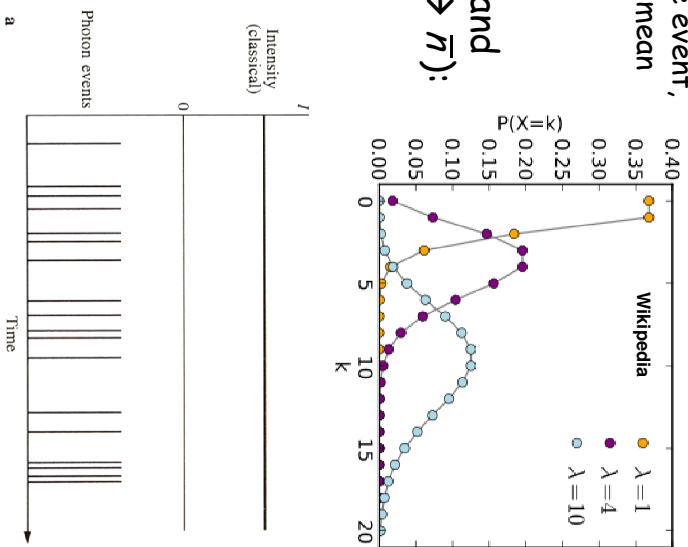 e event,
mean
and
→ n̄):
P(X=k)
0.40
0.35
0.30
0.25
0.20
0.15
0.10
0.05
0.00
0
5
10
15
20
k
Wikipedia
λ=1
λ=4
λ=10
I
Intensity
(classical)
0
Photon events
Time
a